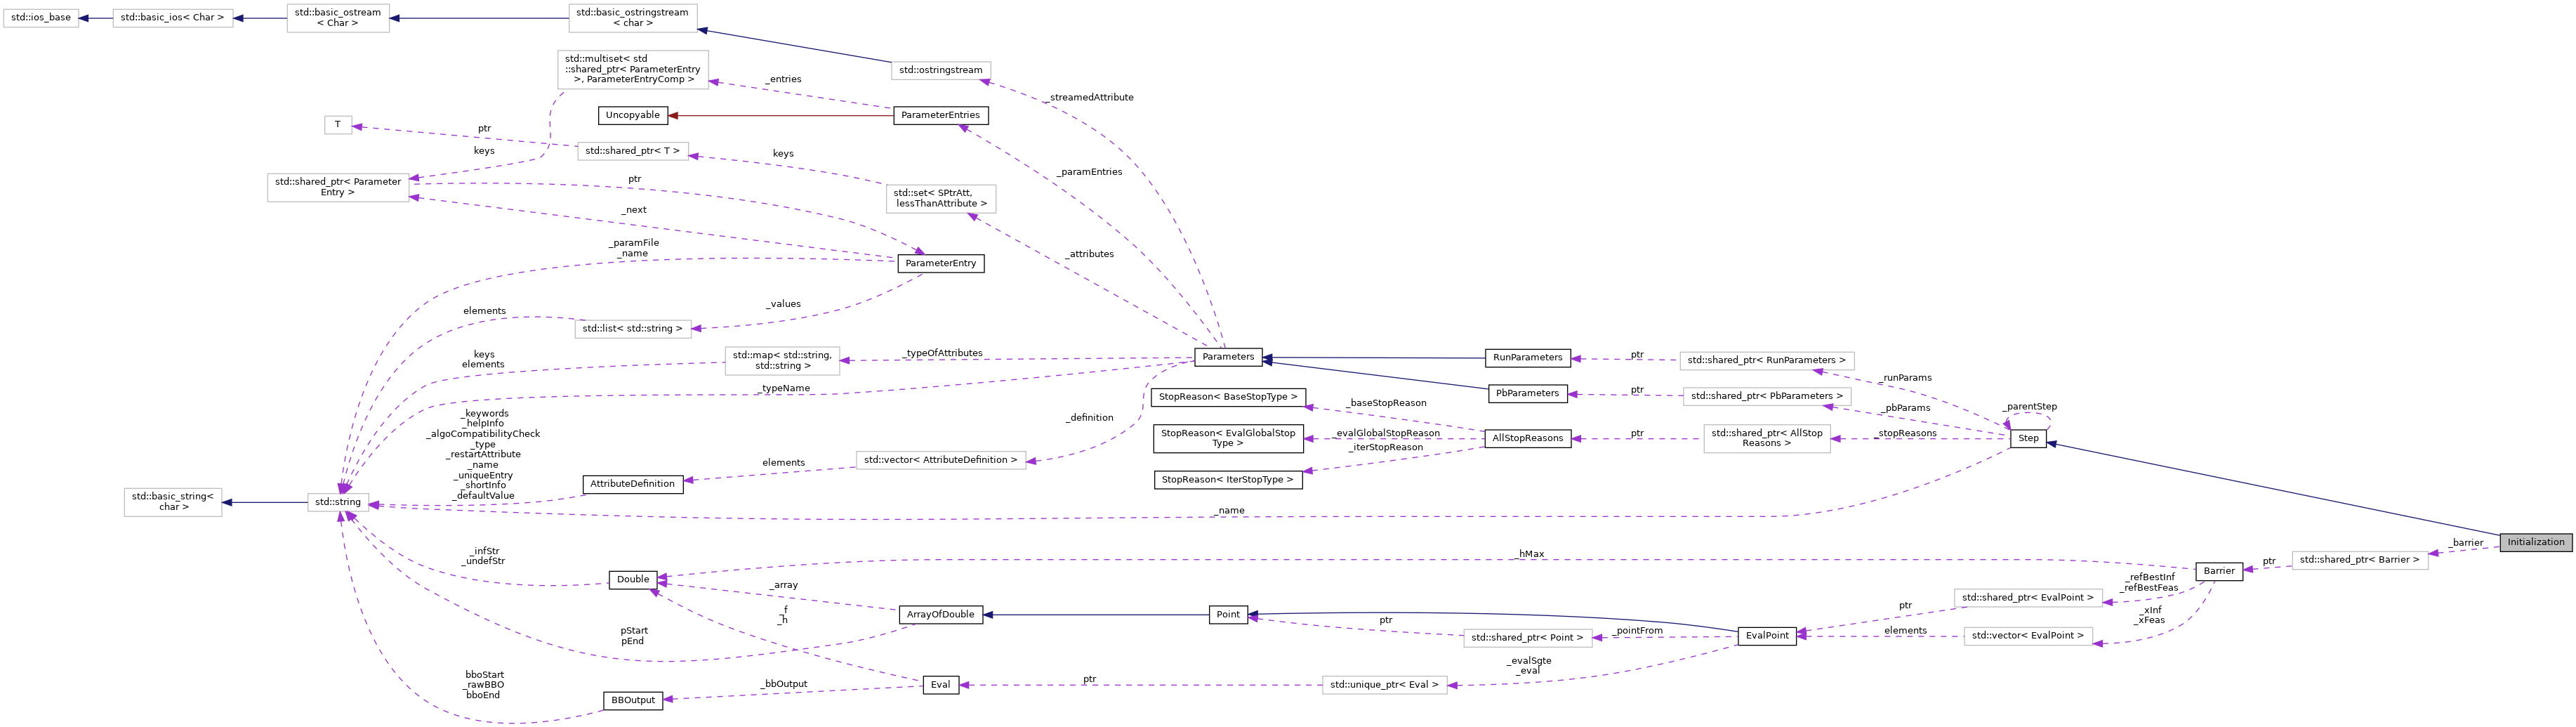 std::ios_base
std::basic_ios< Char >
std::basic_ostream
< Char >
std::basic_ostringstream
< char >
std::multiset< std
::shared_ptr< ParameterEntry
>, ParameterEntryComp >
_entries
std::ostringstream
_streamedAttribute
Uncopyable
ParameterEntries
T
ptr
keys
std::shared_ptr< T >
keys
_paramEntries
std::shared_ptr< Parameter
Entry >
ptr
std::set< SPtrAtt,
lessThanAttribute >
_next
_paramFile
_name
ParameterEntry
_attributes
_values
elements
std::list< std::string >
keys
elements
std::map< std::string,
std::string >
_typeOfAttributes
Parameters
RunParameters
ptr
std::shared_ptr< RunParameters >
_runParams
_typeName
StopReason< BaseStopType >
PbParameters
ptr
std::shared_ptr< PbParameters >
_pbParams
_parentStep
_baseStopReason
_definition
_keywords
_helpInfo
_algoCompatibilityCheck
_type
_restartAttribute
_name
_uniqueEntry
_shortInfo
_defaultValue
StopReason< EvalGlobalStop
Type >
_evalGlobalStopReason
_iterStopReason
AllStopReasons
ptr
std::shared_ptr< AllStop
Reasons >
_stopReasons
Step
std::vector< AttributeDefinition >
elements
AttributeDefinition
StopReason< IterStopType >
std::basic_string<
char >
std::string
_name
Initialization
_barrier
_infStr
_undefStr
_hMax
std::shared_ptr< Barrier >
ptr
Barrier
Double
_array
_refBestInf
_refBestFeas
std::shared_ptr< EvalPoint >
ptr
_f
_h
ArrayOfDouble
Point
ptr
_xInf
_xFeas
pStart
pEnd
std::shared_ptr< Point >
_pointFrom
EvalPoint
elements
std::vector< EvalPoint >
_evalSgte
_eval
bboStart
_rawBBO
bboEnd
_bbOutput
Eval
ptr
std::unique_ptr< Eval >
BBOutput